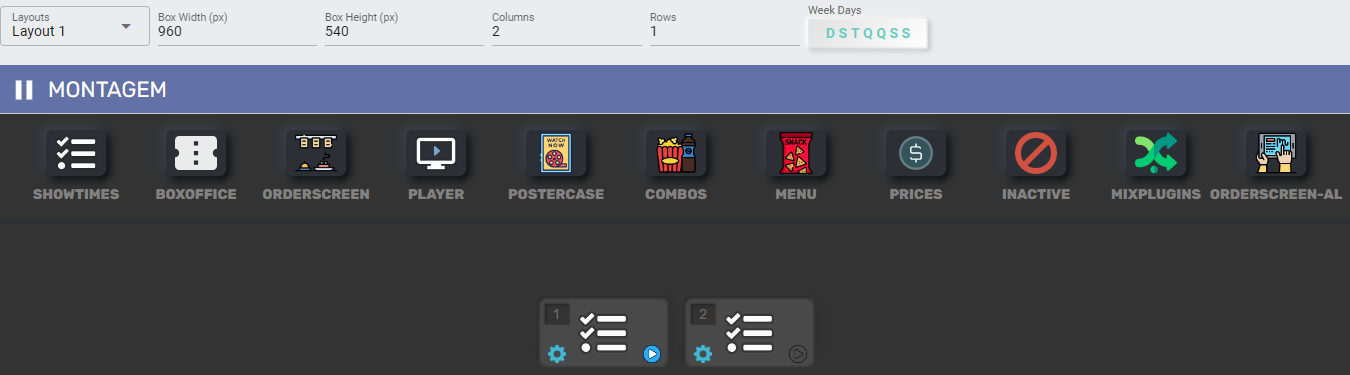 Layouts
Layout 1
Box Width (px)
960
Box Height (px)
540
Columns
2
Rows
1
Week Days
D S T Q Q S S
MONTAGEM
SNACK
WATCH
NOW
$
SHOWTIMES
BOXOFFICE
ORDERSCREEN
PLAYER
POSTERCASE
COMBOS
MENU
PRICES
INACTIVE
MIXPLUGINS
ORDERSCREEN-AL
1
2